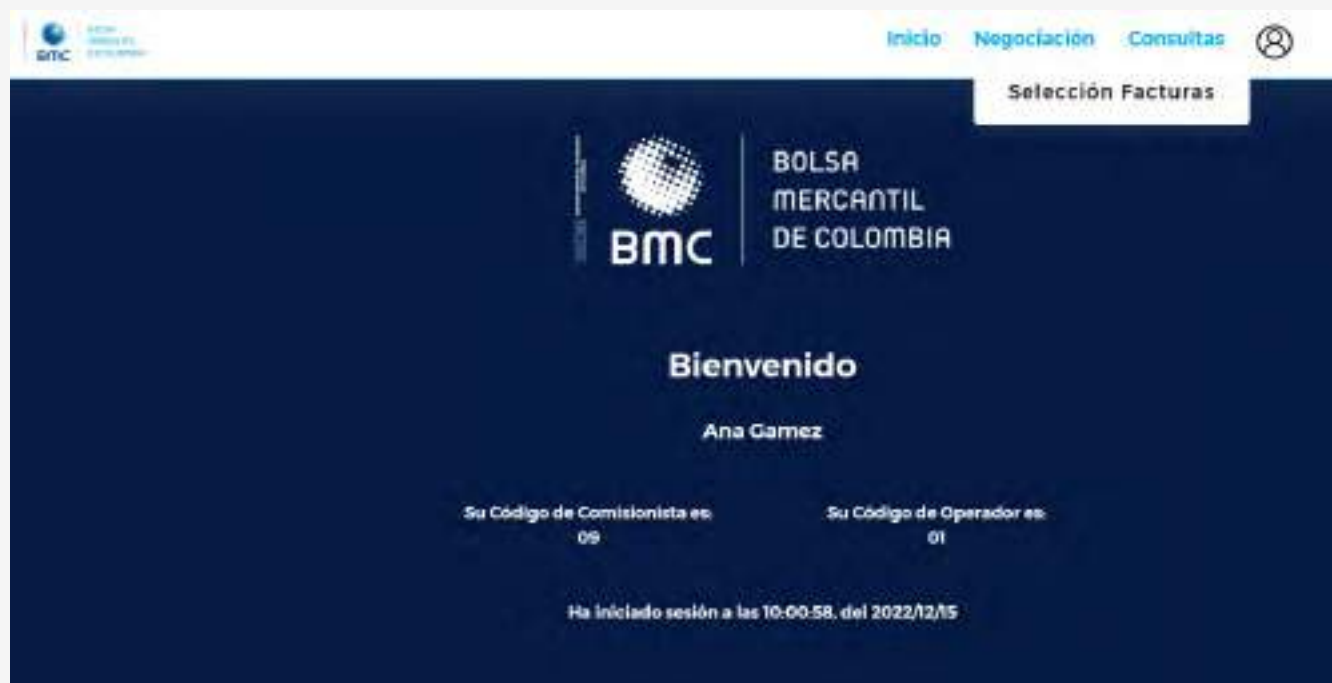 BMC
Inicio Negociación Consultas
Selección Facturas
BMC
BOLSA
MERCANTIL
DE COLOMBIA
Bienvenido
Ana Gamez
Su Código de Comisionista es:
09
Su Código de Operador es:
01
Ha iniciado sesión a las 10:00:58, del 2022/12/15